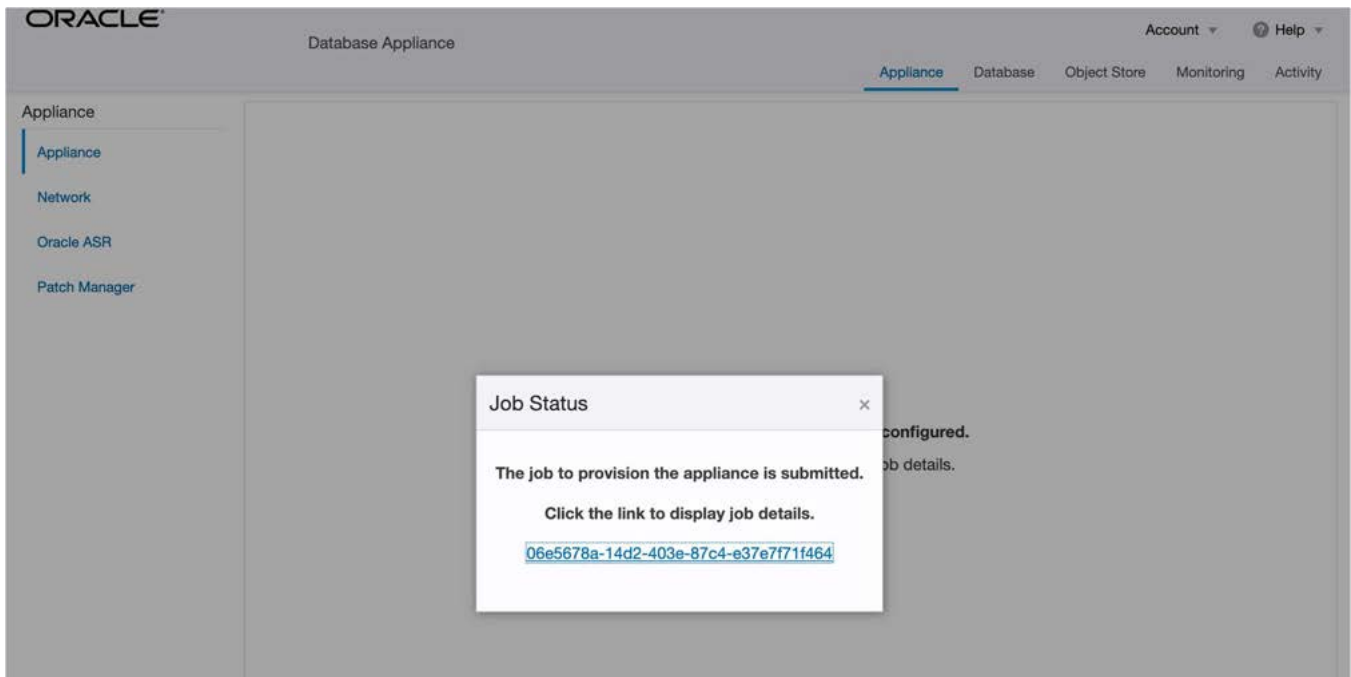 ORACLE
Database Appliance
Account
Help
Appliance
Database
Object Store
Monitoring
Activity
Appliance
Appliance
Network
Oracle ASR
Patch Manager
Job Status
×
configured.
The job to provision the appliance is submitted.
job details.
Click the link to display job details.
06e5678a-14d2-403e-87c4-e37e7f71f464